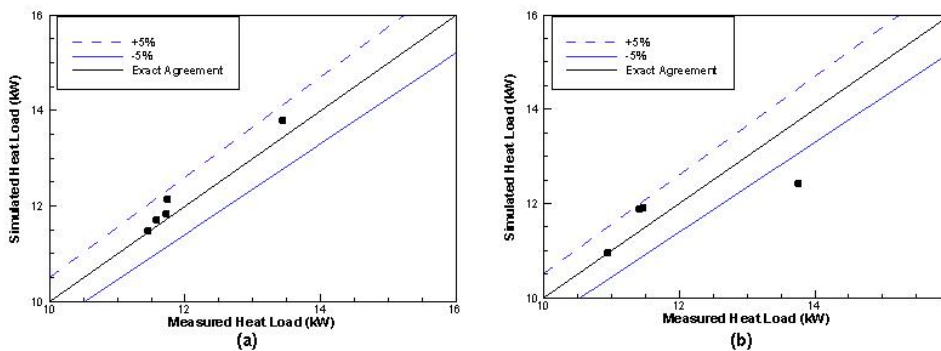 16
14
12
10
Simulated Heat Load (kW)
+5%
-5%
Exact Agreement
10
12
14
16
Measured Heat Load (kW)
(a)
16
14
12
10
Simulated Heat Load (kW)
+5%
-5%
Exact Agreement
10
12
14
Measured Heat Load (kW)
(b)